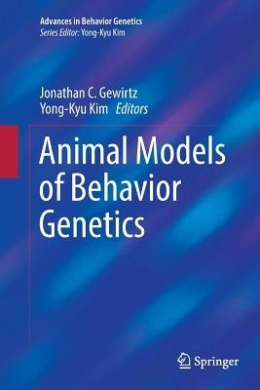 Advances in Behavior Genetics
Series Editor: Yong-Kyu Kim
Jonathan C. Gewirtz
Yong-Kyu Kim Editors
Animal Models
of Behavior
Genetics
Springer